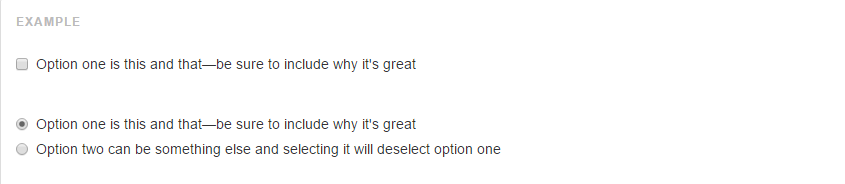 EXAMPLE
Option one is this and that—be sure to include why it's great
Option one is this and that—be sure to include why it's great
Option two can be something else and selecting it will deselect option one